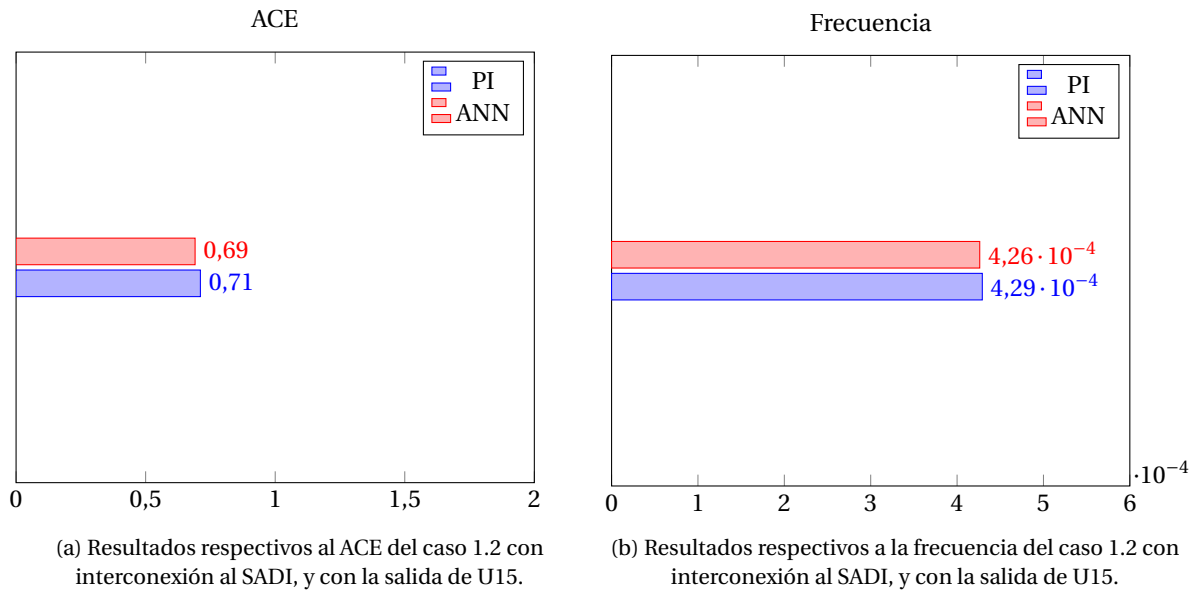 ACE
PI
ANN
0,69
0,71
0 0,5 1 1,5 2
(a) Resultados respectivos al ACE del caso 1.2 con
interconexión al SADI, y con la salida de U15.
Frecuencia
PI
ANN
4,26 · 10⁻⁴
4,29 · 10⁻⁴
·10⁻⁴
0 1 2 3 4 5 6
(b) Resultados respectivos a la frecuencia del caso 1.2 con
interconexión al SADI, y con la salida de U15.